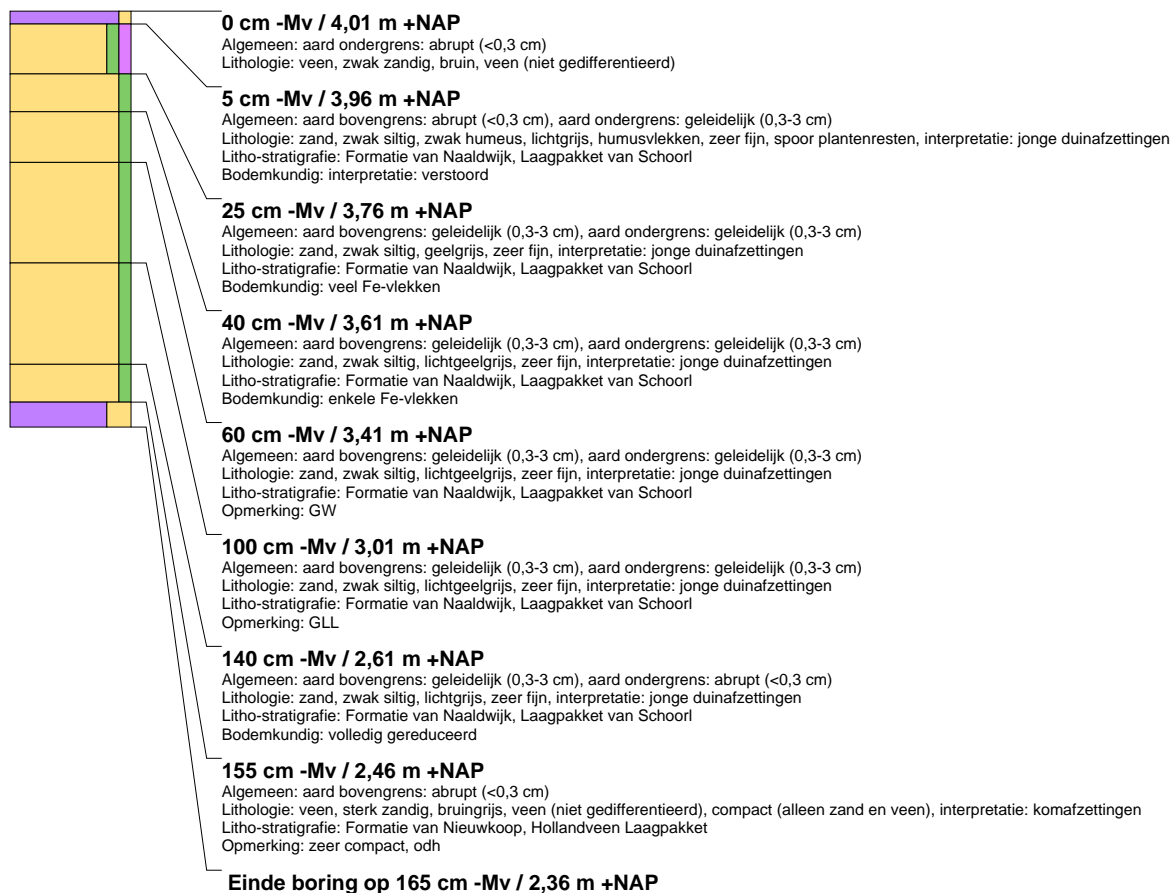 0 cm -Mv / 4,01 m +NAP
Algemeen: aard ondergrens: abrupt (<0,3 cm)
Lithologie: veen, zwak zandig, bruin, veen (niet gedifferentieerd)
5 cm -Mv / 3,96 m +NAP
Algemeen: aard bovengrens: abrupt (<0,3 cm), aard ondergrens: geleidelijk (0,3-3 cm)
Lithologie: zand, zwak siltig, zwak humeus, lichtgrijs, humusvlekken, zeer fijn, spoor plantenresten, interpretatie: jonge duinafzettingen
Litho-stratigrafie: Formatie van Naaldwijk, Laagpakket van Schoorl
Bodemkundig: interpretatie: verstoord
25 cm -Mv / 3,76 m +NAP
Algemeen: aard bovengrens: geleidelijk (0,3-3 cm), aard ondergrens: geleidelijk (0,3-3 cm)
Lithologie: zand, zwak siltig, geelgrijs, zeer fijn, interpretatie: jonge duinafzettingen
Litho-stratigrafie: Formatie van Naaldwijk, Laagpakket van Schoorl
Bodemkundig: veel Fe-vlekken
40 cm -Mv / 3,61 m +NAP
Algemeen: aard bovengrens: geleidelijk (0,3-3 cm), aard ondergrens: geleidelijk (0,3-3 cm)
Lithologie: zand, zwak siltig, lichtgeelgrijs, zeer fijn, interpretatie: jonge duinafzettingen
Litho-stratigrafie: Formatie van Naaldwijk, Laagpakket van Schoorl
Bodemkundig: enkele Fe-vlekken
60 cm -Mv / 3,41 m +NAP
Algemeen: aard bovengrens: geleidelijk (0,3-3 cm), aard ondergrens: geleidelijk (0,3-3 cm)
Lithologie: zand, zwak siltig, lichtgeelgrijs, zeer fijn, interpretatie: jonge duinafzettingen
Litho-stratigrafie: Formatie van Naaldwijk, Laagpakket van Schoorl
Opmerking: GW
100 cm -Mv / 3,01 m +NAP
Algemeen: aard bovengrens: geleidelijk (0,3-3 cm), aard ondergrens: geleidelijk (0,3-3 cm)
Lithologie: zand, zwak siltig, lichtgeelgrijs, zeer fijn, interpretatie: jonge duinafzettingen
Litho-stratigrafie: Formatie van Naaldwijk, Laagpakket van Schoorl
Opmerking: GLL
140 cm -Mv / 2,61 m +NAP
Algemeen: aard bovengrens: geleidelijk (0,3-3 cm), aard ondergrens: abrupt (<0,3 cm)
Lithologie: zand, zwak siltig, lichtgrijs, zeer fijn, interpretatie: jonge duinafzettingen
Litho-stratigrafie: Formatie van Naaldwijk, Laagpakket van Schoorl
Bodemkundig: volledig gereduceerd
155 cm -Mv / 2,46 m +NAP
Algemeen: aard bovengrens: abrupt (<0,3 cm)
Lithologie: veen, sterk zandig, bruingrijs, veen (niet gedifferentieerd), compact (alleen zand en veen), interpretatie: komafzettingen
Litho-stratigrafie: Formatie van Nieuwkoop, Hollandveen Laagpakket
Opmerking: zeer compact, odh
Einde boring op 165 cm -Mv / 2,36 m +NAP